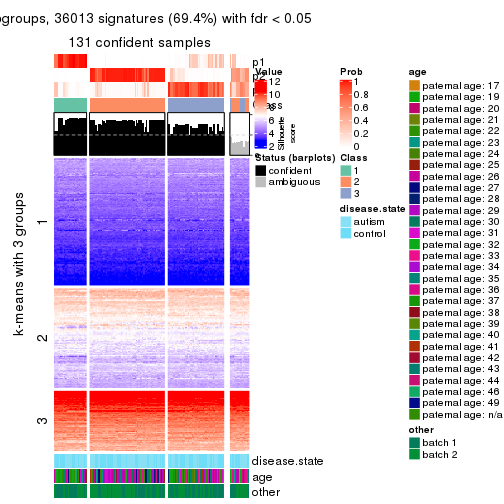 ogroups, 36013 signatures (69.4%) with fdr < 0.05
131 confident samples
k-means with 3 groups
1
2
3
p1
p2
Silhouette
score
disease.state
age
other
Value
12
10
8
6
4
2
Status (barplots)
confident
ambiguous
Prob
1
0.8
0.6
0.4
0.2
0
Class
1
2
3
disease.state
autism
control
age
paternal age: 17
paternal age: 19
paternal age: 20
paternal age: 21
paternal age: 22
paternal age: 23
paternal age: 24
paternal age: 25
paternal age: 26
paternal age: 27
paternal age: 28
paternal age: 29
paternal age: 30
paternal age: 31
paternal age: 32
paternal age: 33
paternal age: 34
paternal age: 35
paternal age: 36
paternal age: 37
paternal age: 38
paternal age: 39
paternal age: 40
paternal age: 41
paternal age: 42
paternal age: 43
paternal age: 44
paternal age: 46
paternal age: 49
paternal age: n/a
other
batch 1
batch 2